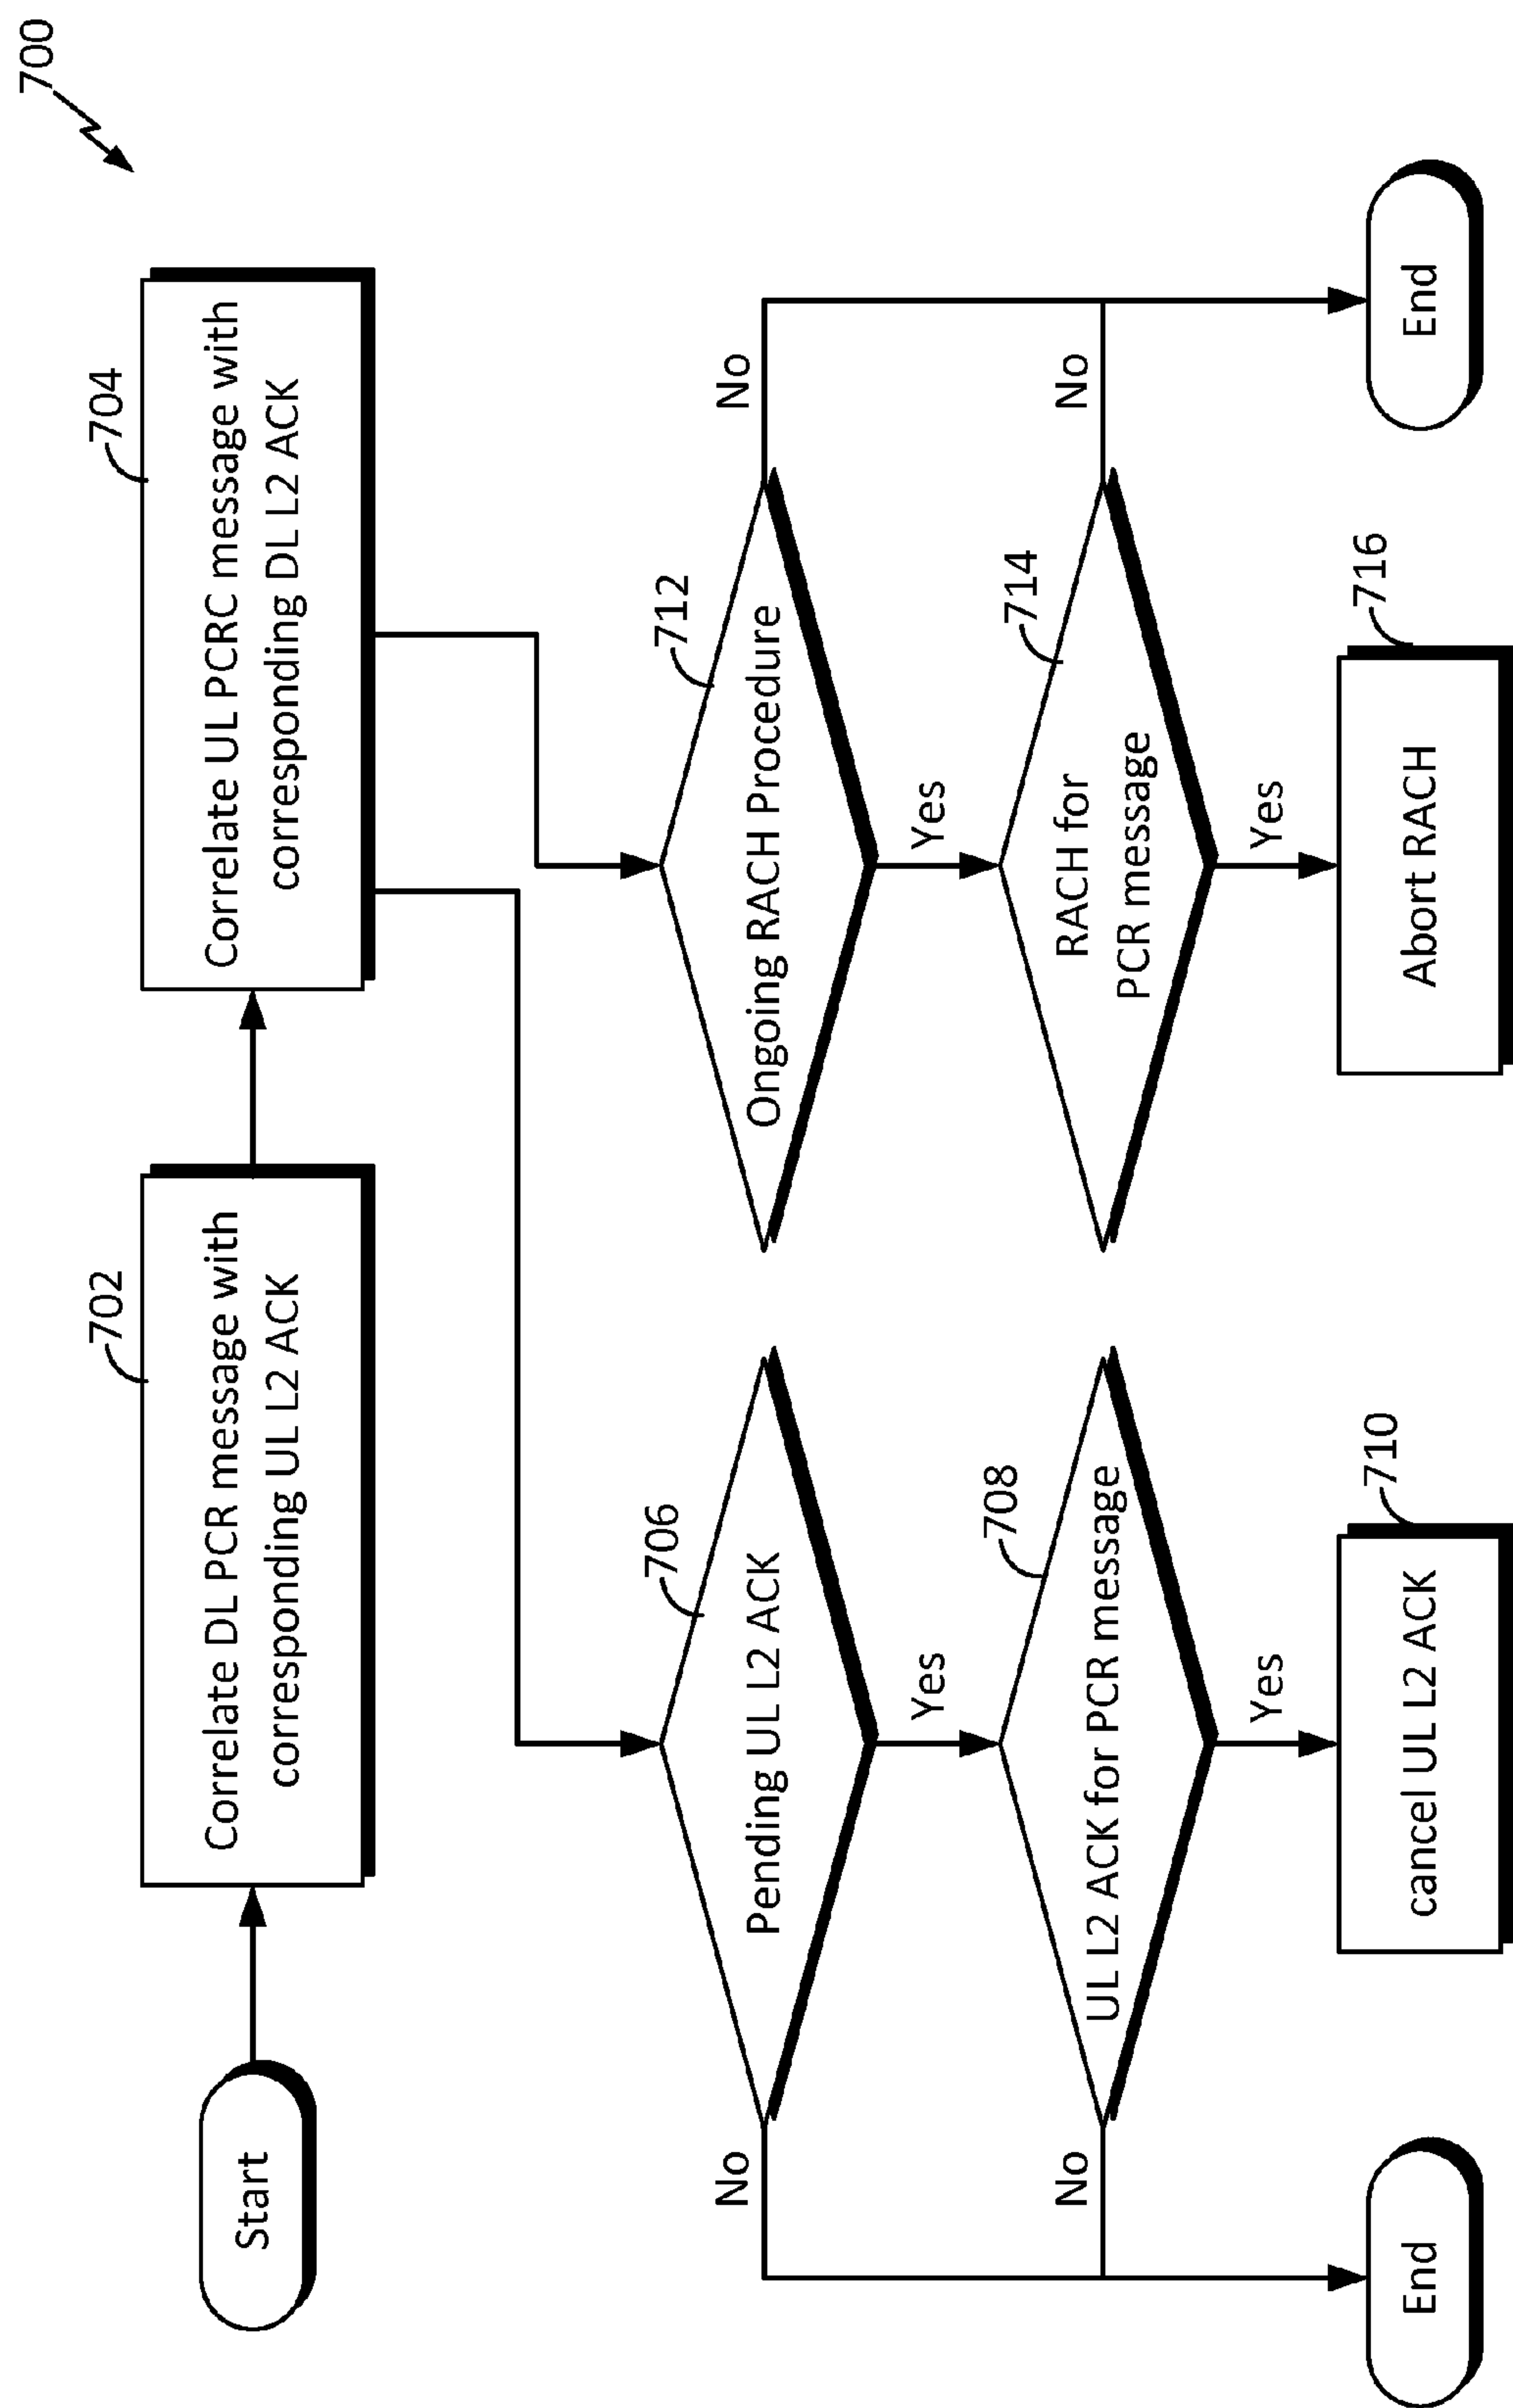 700
Start
702
Correlate DL PCR message with
corresponding UL L2 ACK
704
Correlate UL PCRC message with
corresponding DL L2 ACK
706
Pending UL L2 ACK
No
Yes
708
UL L2 ACK for PCR message
No
Yes
710
cancel UL L2 ACK
End
712
Ongoing RACH Procedure
No
Yes
714
RACH for
PCR message
No
Yes
716
Abort RACH
End